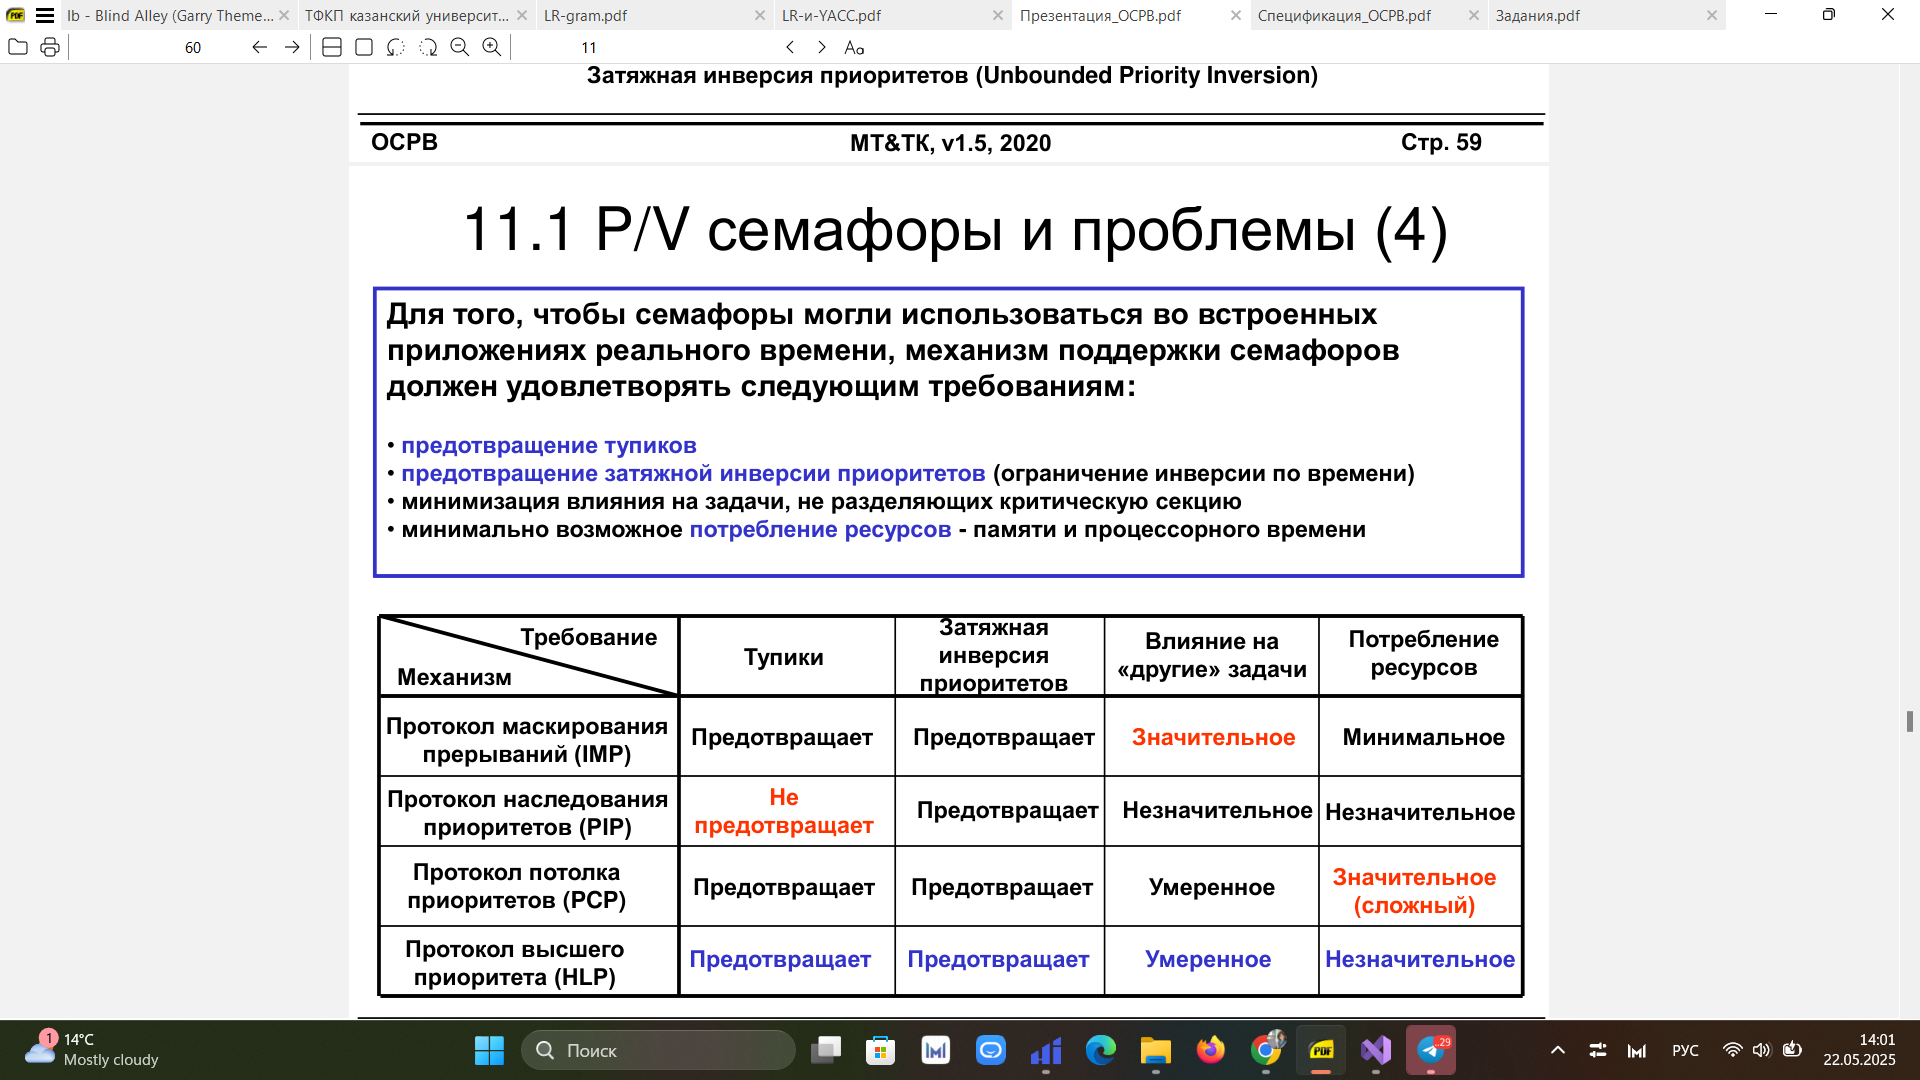 Ib - Blind Alley (Garry Theme...
ТФКП казанский университ...
LR-gram.pdf
LR-и-YACC.pdf
Презентация_ОСРВ.pdf
Спецификация_ОСРВ.pdf
Задания.pdf
60
11
Aa
Затяжная инверсия приоритетов (Unbounded Priority Inversion)
ОСРВ
МТ&ТК, v1.5, 2020
Стр. 59
11.1 P/V семафоры и проблемы (4)
Для того, чтобы семафоры могли использоваться во встроенных
приложениях реального времени, механизм поддержки семафоров
должен удовлетворять следующим требованиям:
• предотвращение тупиков
• предотвращение затяжной инверсии приоритетов (ограничение инверсии по времени)
• минимизация влияния на задачи, не разделяющих критическую секцию
• минимально возможное потребление ресурсов - памяти и процессорного времени
Требование
Механизм
Тупики
Затяжная
инверсия
приоритетов
Влияние на
«другие» задачи
Потребление
ресурсов
Протокол маскирования
прерываний (IMP)
Предотвращает
Предотвращает
Значительное
Минимальное
Протокол наследования
приоритетов (PIP)
Не
предотвращает
Предотвращает
Незначительное
Незначительное
Протокол потолка
приоритетов (PCP)
Предотвращает
Предотвращает
Умеренное
Значительное
(сложный)
Протокол высшего
приоритета (HLP)
Предотвращает
Предотвращает
Умеренное
Незначительное
1
14°C
Mostly cloudy
Поиск
PDF
..29
РУС
14:01
22.05.2025